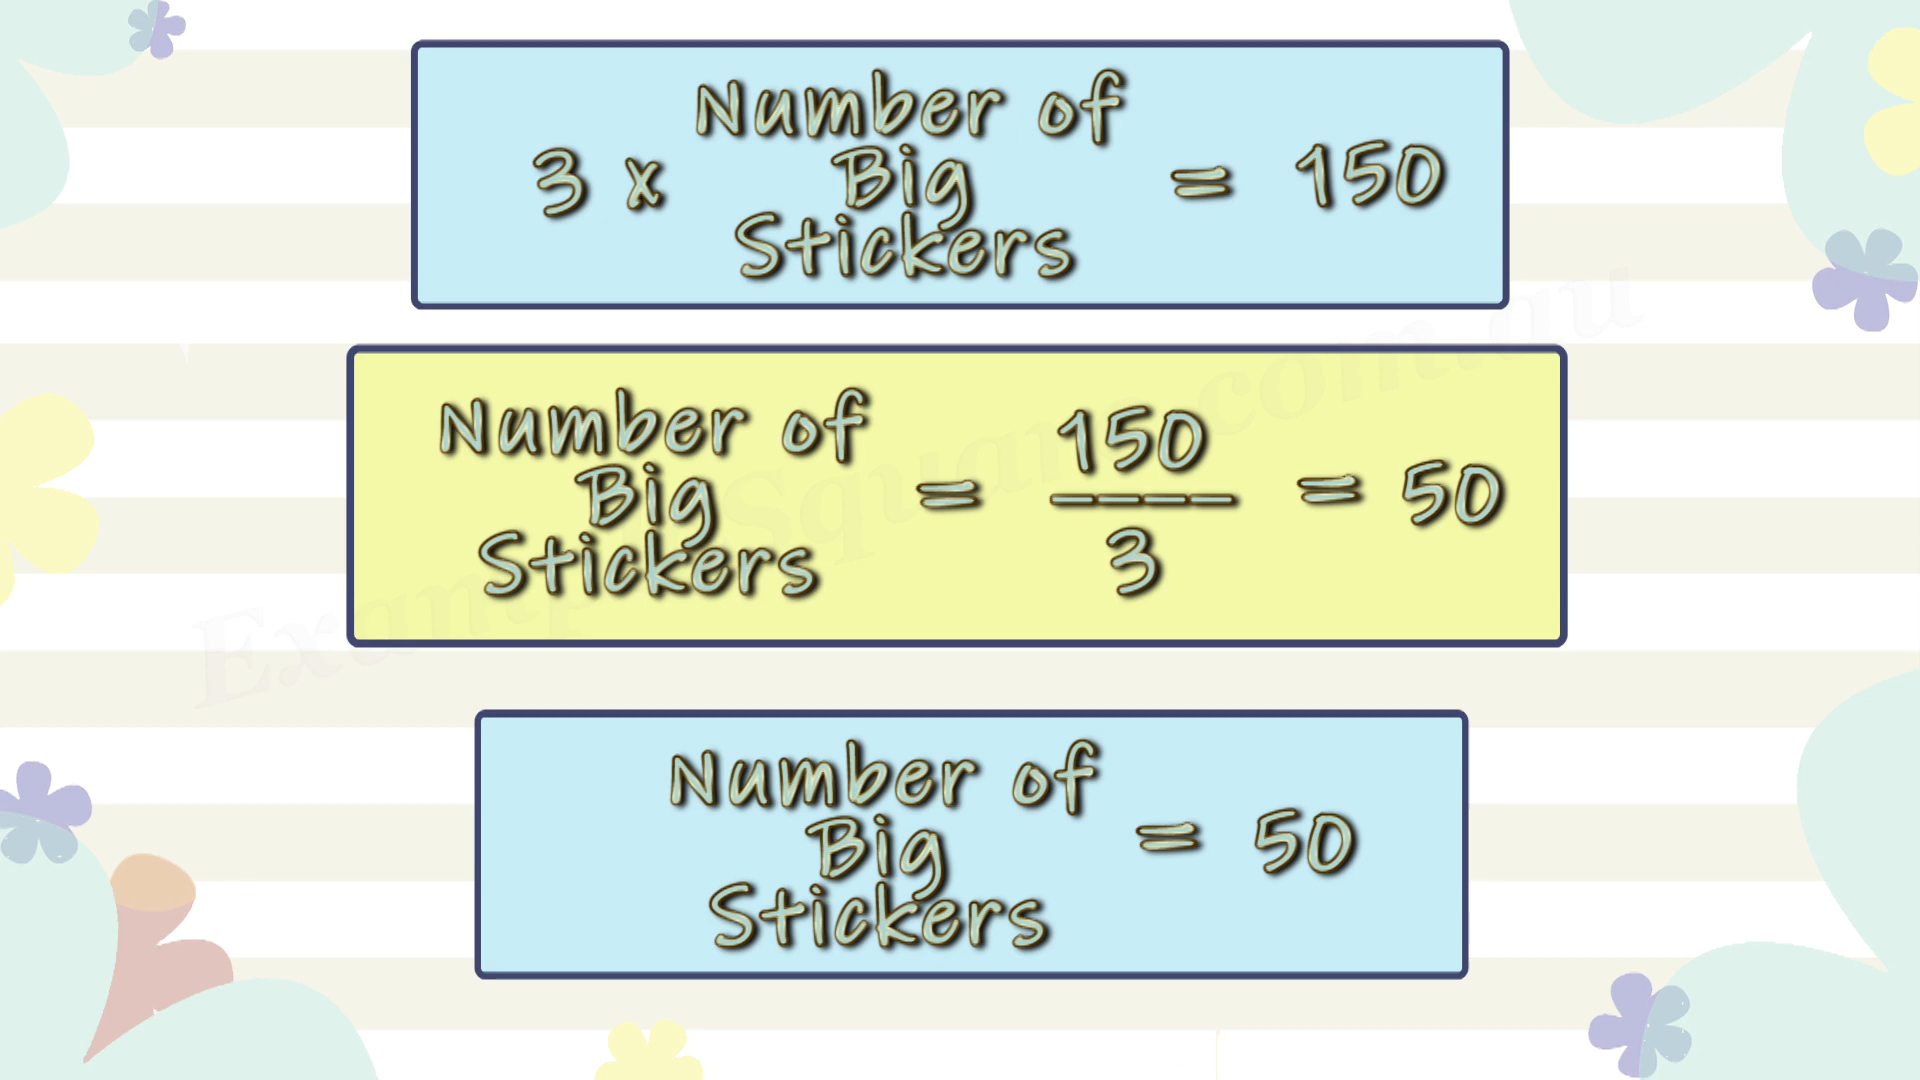 Number of
3 x Big = 150
Stickers
Number of
Big = 150 / 3 = 50
Stickers
Number of
Big = 50
Stickers